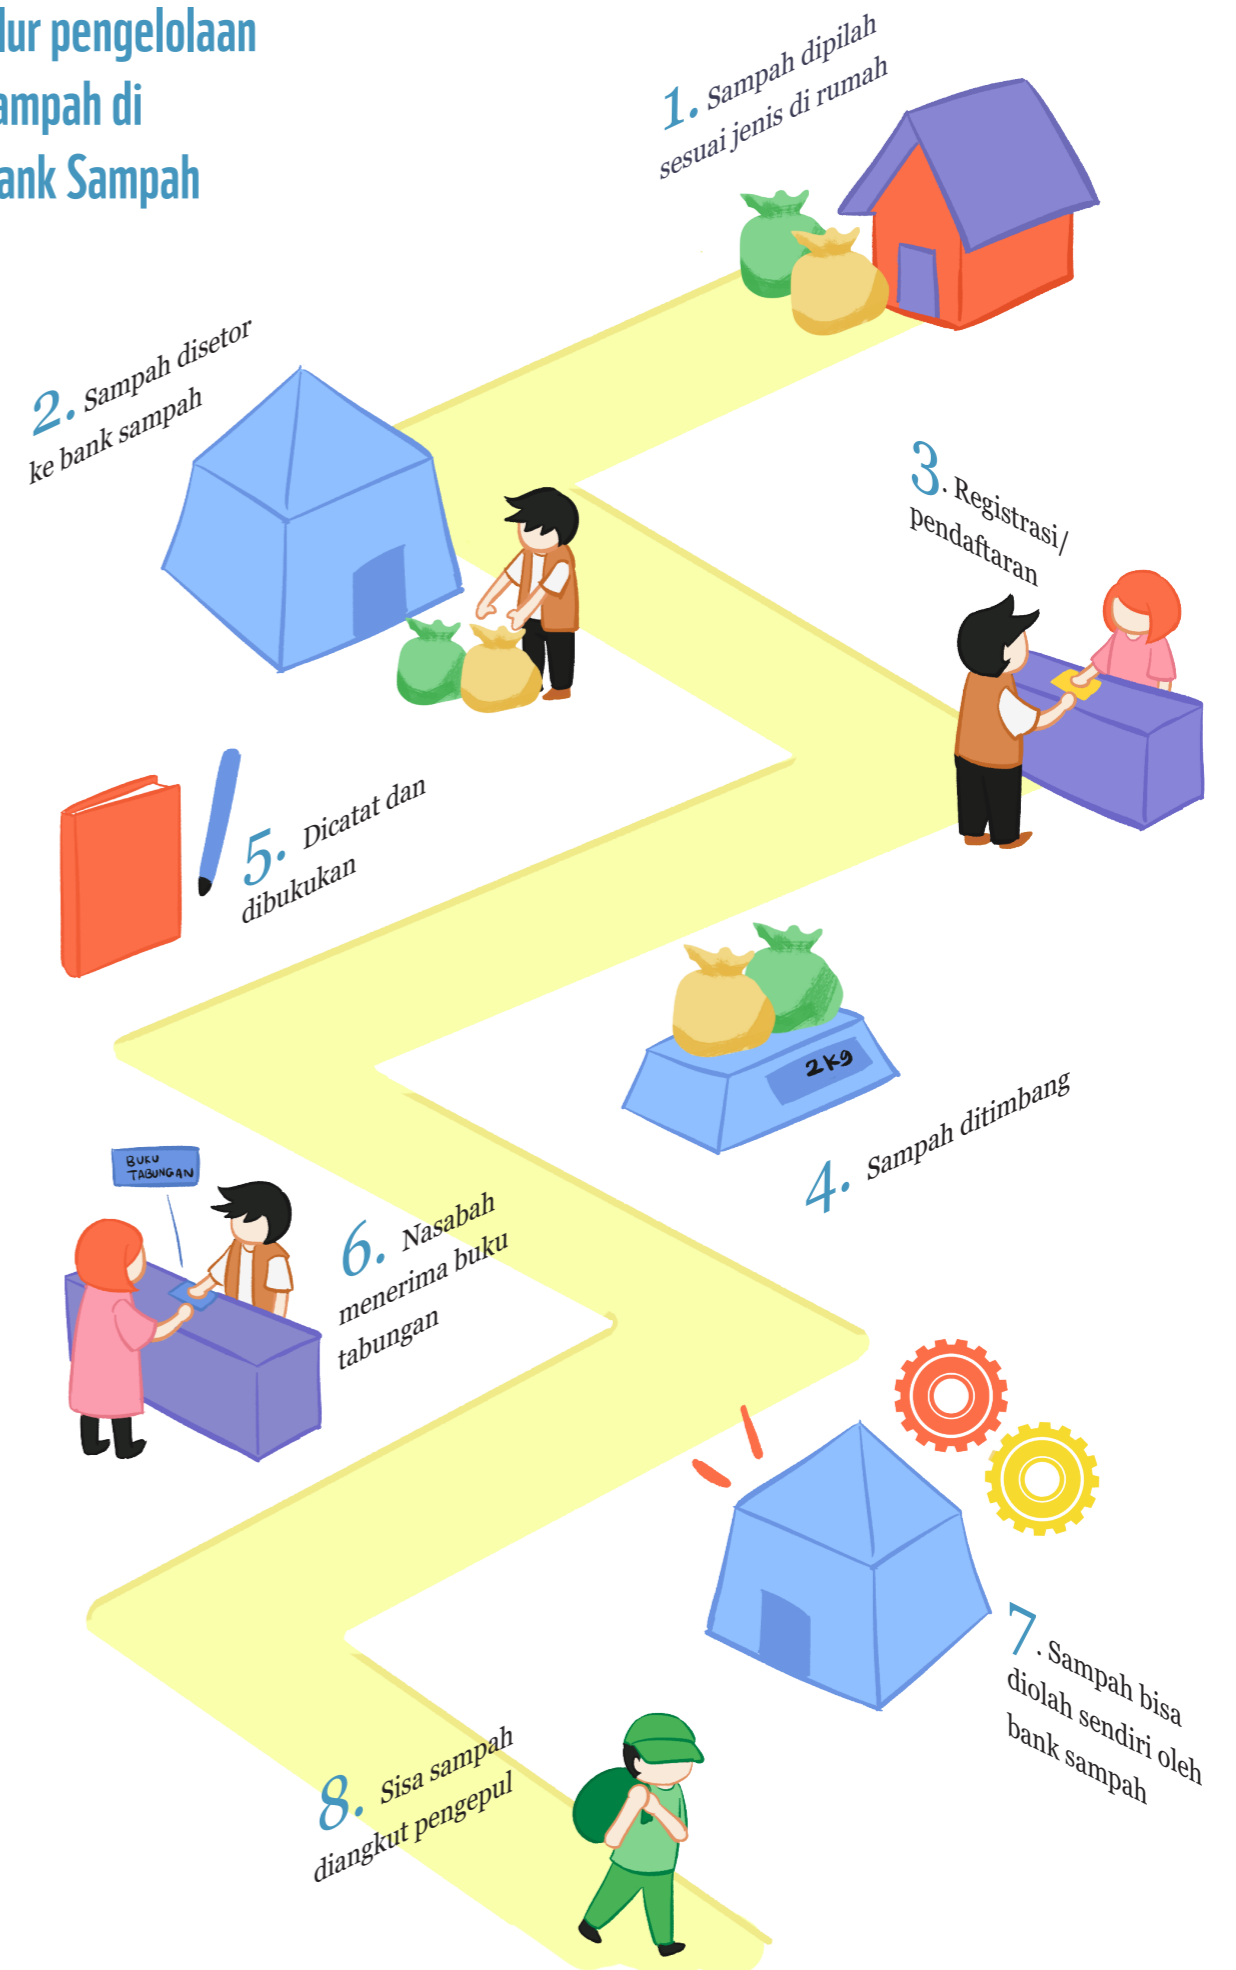 lur pengelolaan
ampah di
ank Sampah
1. Sampah dipilah
sesuai jenis di rumah
2. Sampah disetor
ke bank sampah
3. Registrasi/
pendaftaran
5. Dicatat dan
dibukukan
2 Kg
4. Sampah ditimbang
BUKU
TABUNGAN
6. Nasabah
menerima buku
tabungan
7. Sampah bisa
diolah sendiri oleh
bank sampah
8. Sisa sampah
diangkut pengepul